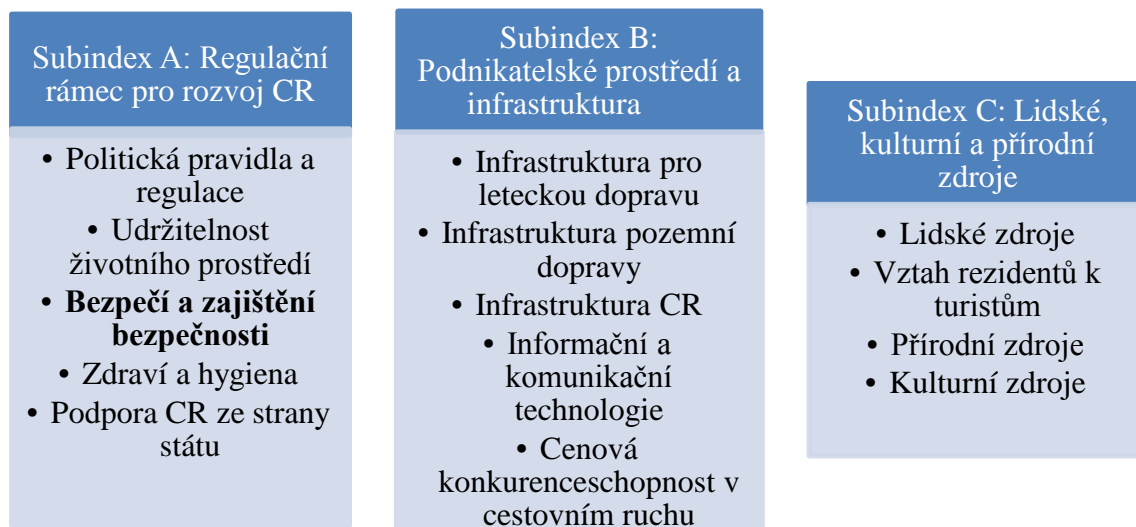 Subindex A: Regulační
rámec pro rozvoj CR
• Politická pravidla a
regulace
• Udržitelnost
životního prostředí
• Bezpečí a zajištění
bezpečnosti
• Zdraví a hygiena
• Podpora CR ze strany
státu
Subindex B:
Podnikatelské prostředí a
infrastruktura
• Infrastruktura pro
leteckou dopravu
• Infrastruktura pozemní
dopravy
• Infrastruktura CR
• Informační a
komunikační
technologie
• Cenová
konkurenceschopnost v
cestovním ruchu
Subindex C: Lidské,
kulturní a přírodní
zdroje
• Lidské zdroje
• Vztah rezidentů k
turistům
• Přírodní zdroje
• Kulturní zdroje